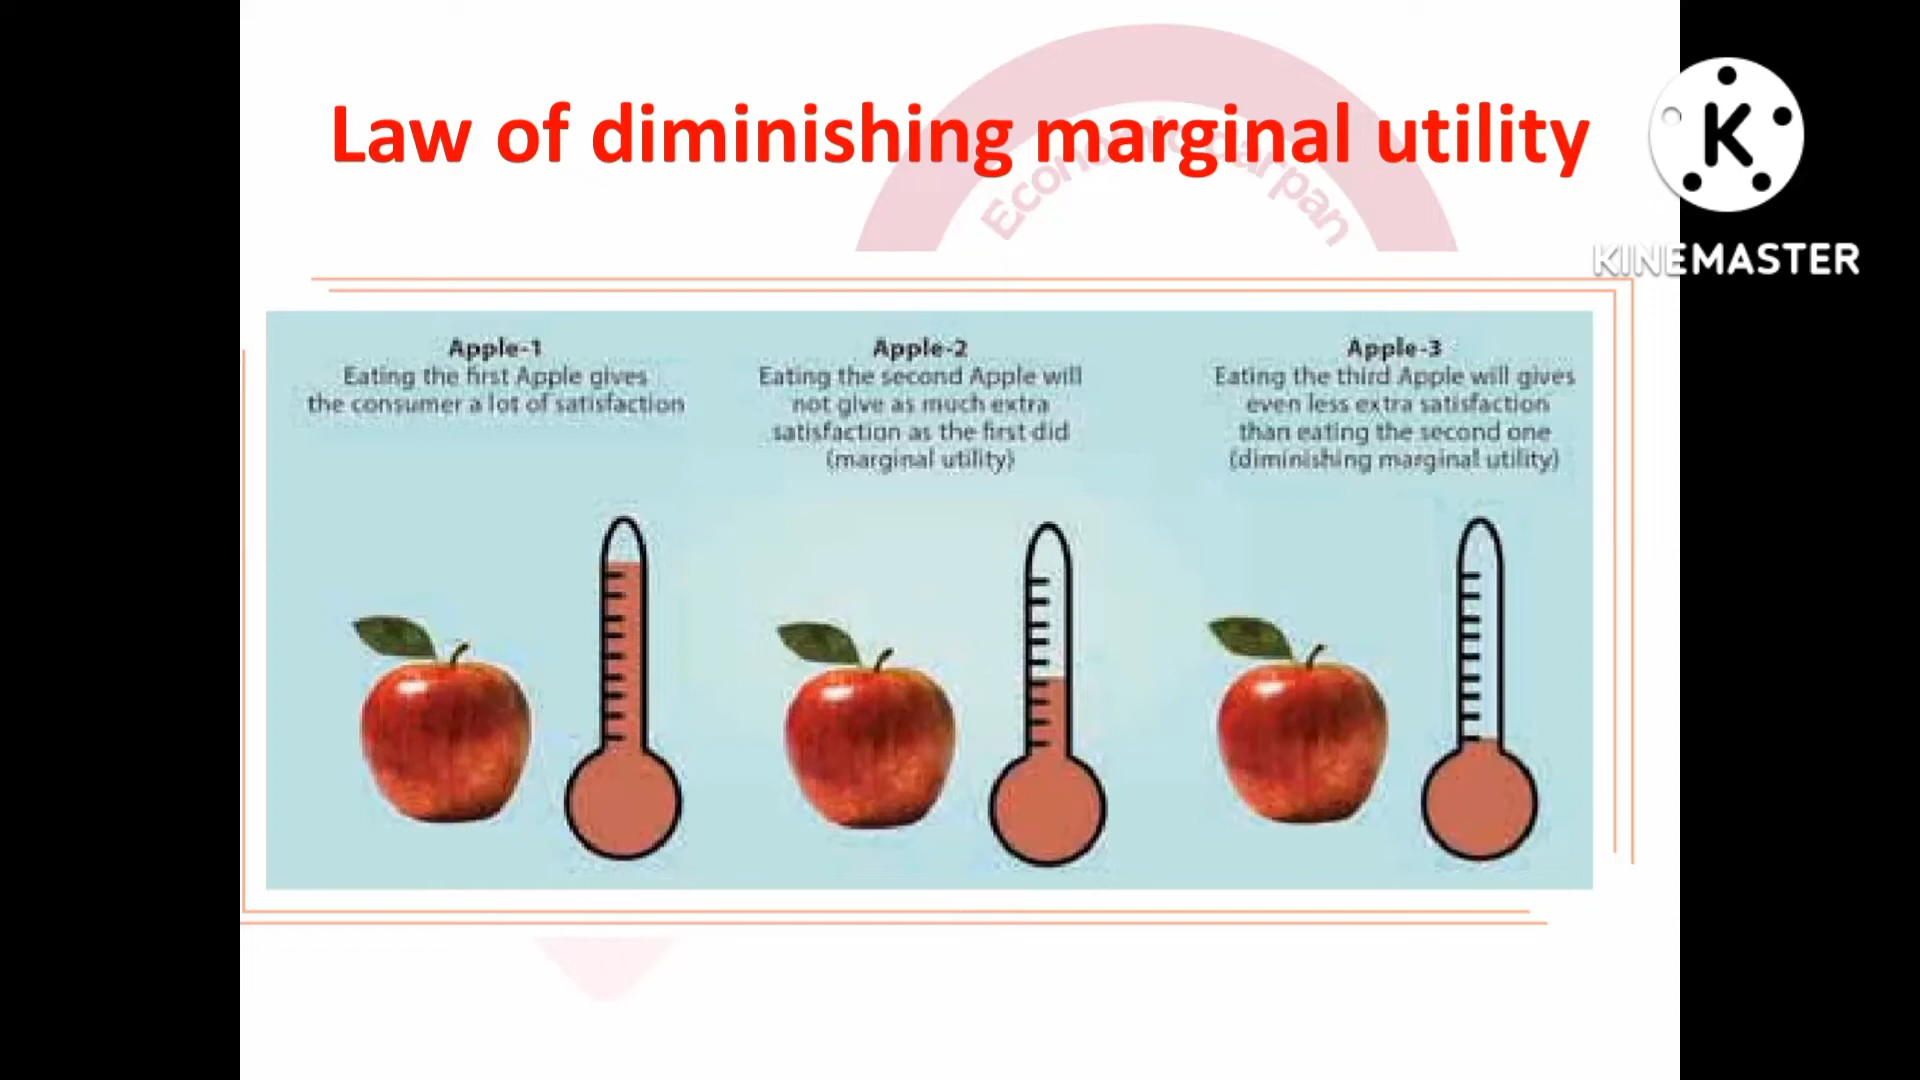 Law of diminishing marginal utility
Economic Darpan
K
KINEMASTER
Apple-1
Eating the first Apple gives
the consumer a lot of satisfaction
Apple-2
Eating the second Apple will
not give as much extra
satisfaction as the first did
(marginal utility)
Apple-3
Eating the third Apple will gives
even less extra satisfaction
than eating the second one
(diminishing marginal utility)